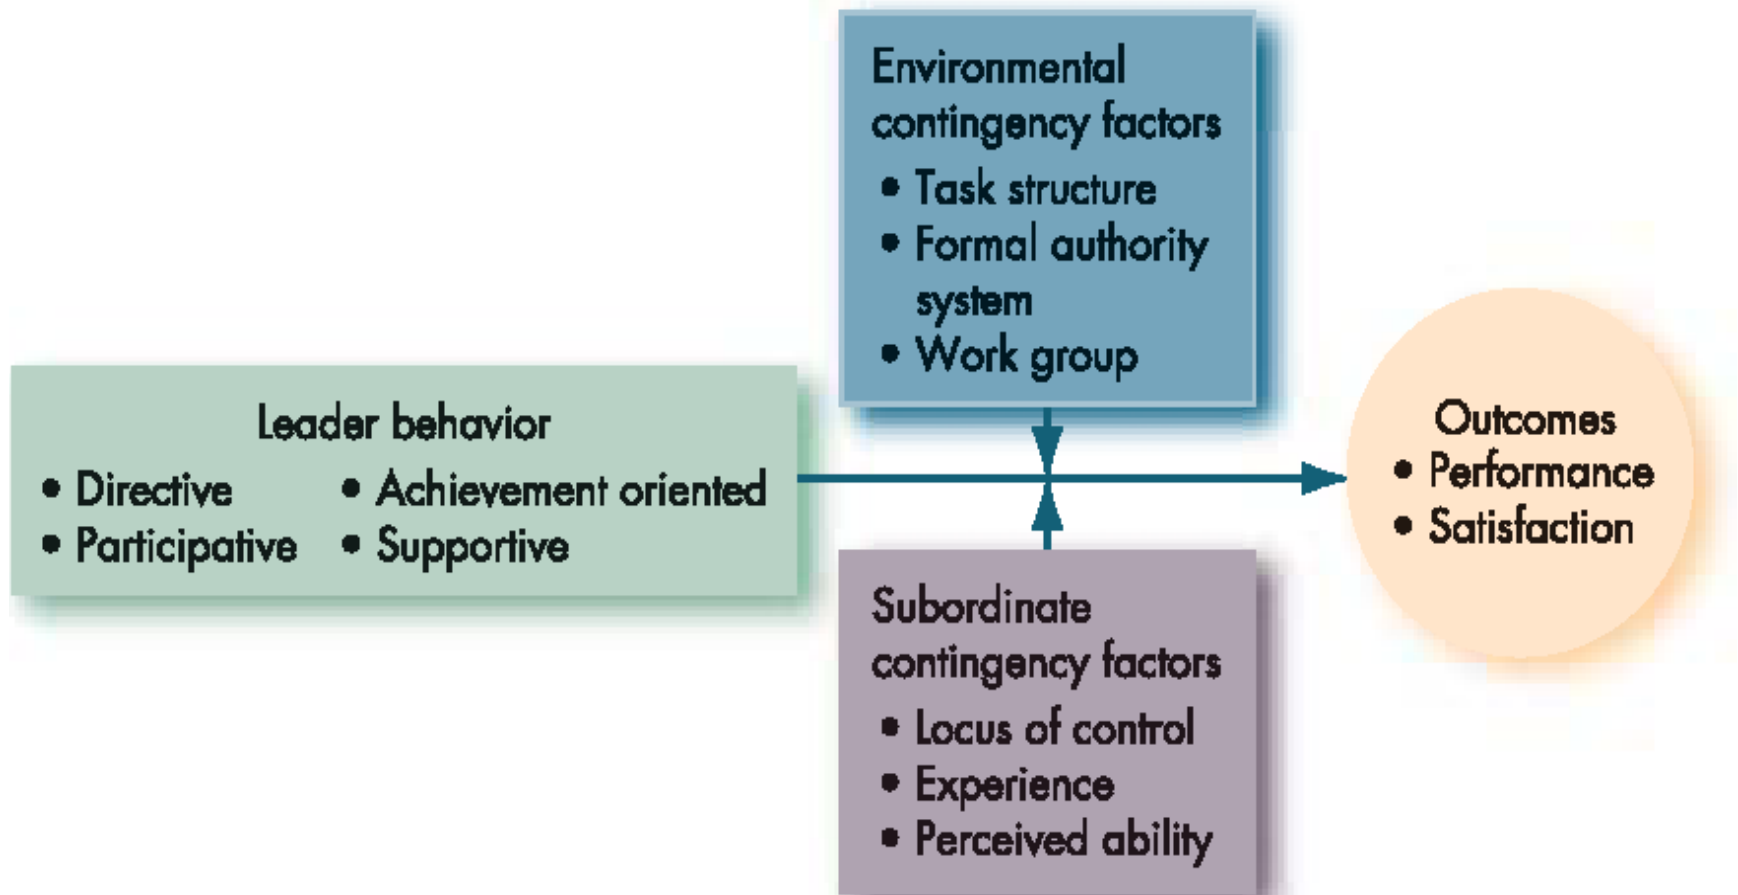 Environmental
contingency factors
• Task structure
• Formal authority
system
• Work group
Leader behavior
• Directive
• Achievement oriented
• Participative
• Supportive
Outcomes
• Performance
• Satisfaction
Subordinate
contingency factors
• Locus of control
• Experience
• Perceived ability